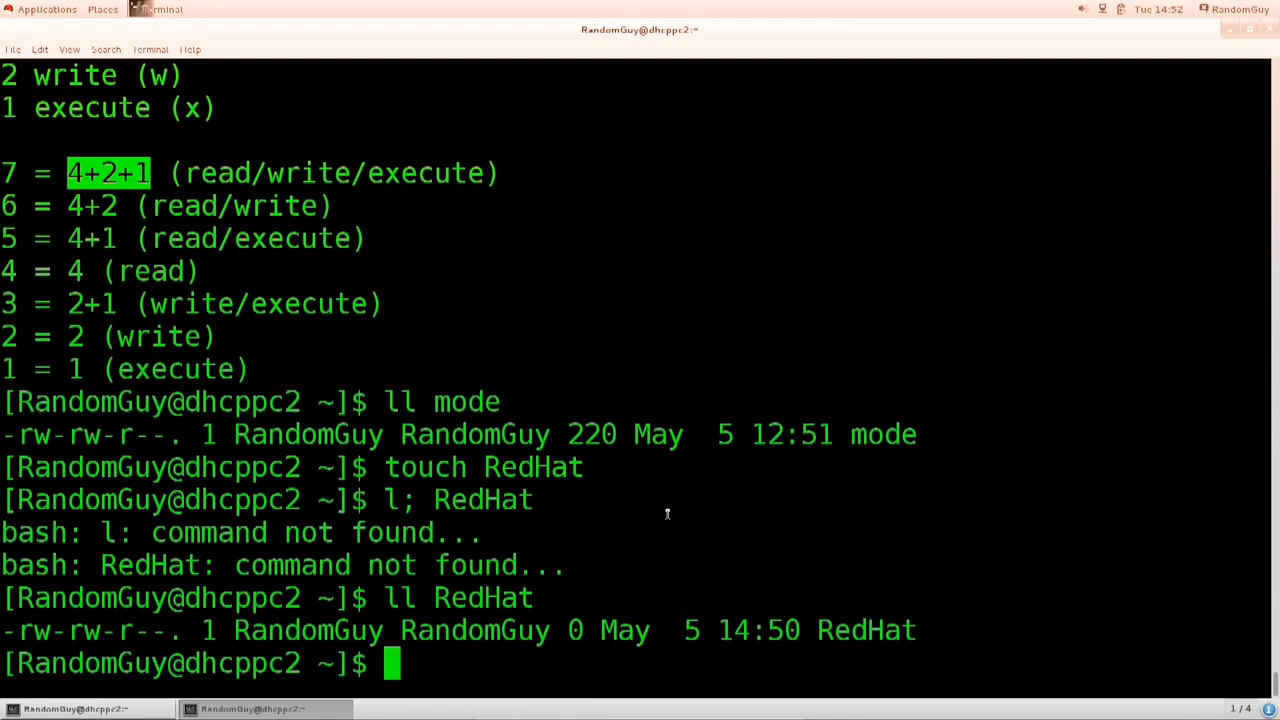 Applications Places Terminal Tue 14:52 RandomGuy
RandomGuy@dhcppc2:~
File Edit View Search Terminal Help
2 write (w)
1 execute (x)
7 = 4+2+1 (read/write/execute)
6 = 4+2 (read/write)
5 = 4+1 (read/execute)
4 = 4 (read)
3 = 2+1 (write/execute)
2 = 2 (write)
1 = 1 (execute)
[RandomGuy@dhcppc2 ~]$ ll mode
-rw-rw-r--. 1 RandomGuy RandomGuy 220 May  5 12:51 mode
[RandomGuy@dhcppc2 ~]$ touch RedHat
[RandomGuy@dhcppc2 ~]$ l; RedHat
bash: l: command not found...
bash: RedHat: command not found...
[RandomGuy@dhcppc2 ~]$ ll RedHat
-rw-rw-r--. 1 RandomGuy RandomGuy 0 May  5 14:50 RedHat
[RandomGuy@dhcppc2 ~]$
RandomGuy@dhcppc2:~ RandomGuy@dhcppc2:~ 1 / 4